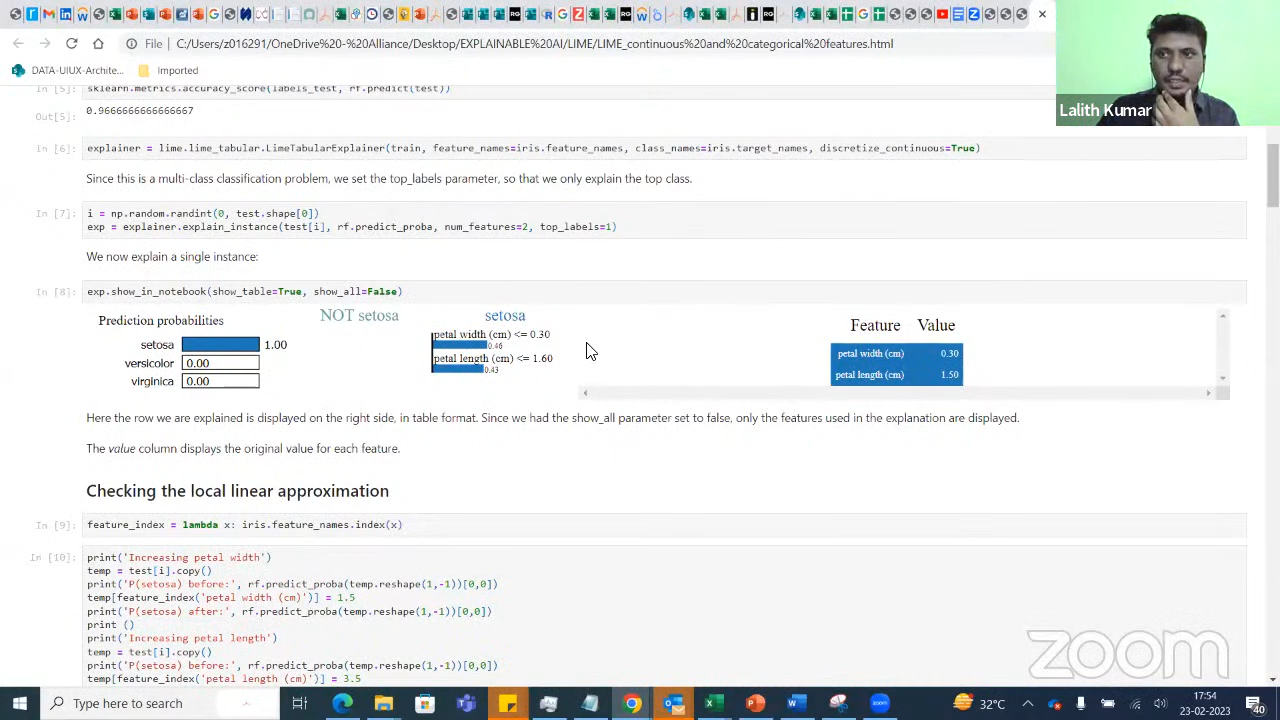 File
C:/Users/z016291/OneDrive%20-%20Alliance/Desktop/EXPLAINABLE%20AI/LIME/LIME_continuous%20and%20categorical%20features.html
DATA-UIUX-Archite...
Imported
Lalith Kumar
In [5]: sklearn.metrics.accuracy_score(labels_test, rf.predict(test))
Out[5]: 0.9666666666666667
In [6]: explainer = lime.lime_tabular.LimeTabularExplainer(train, feature_names=iris.feature_names, class_names=iris.target_names, discretize_continuous=True)
Since this is a multi-class classification problem, we set the top_labels parameter, so that we only explain the top class.
In [7]: i = np.random.randint(0, test.shape[0])
exp = explainer.explain_instance(test[i], rf.predict_proba, num_features=2, top_labels=1)
We now explain a single instance:
In [8]: exp.show_in_notebook(show_table=True, show_all=False)
Prediction probabilities
setosa 1.00
versicolor 0.00
virginica 0.00
NOT setosa setosa
petal width (cm) <= 0.30
0.46
petal length (cm) <= 1.60
0.43
Feature Value
petal width (cm) 0.30
petal length (cm) 1.50
Here the row we are explained is displayed on the right side, in table format. Since we had the show_all parameter set to false, only the features used in the explanation are displayed.
The value column displays the original value for each feature.
Checking the local linear approximation
In [9]: feature_index = lambda x: iris.feature_names.index(x)
In [10]: print('Increasing petal width')
temp = test[i].copy()
print('P(setosa) before:', rf.predict_proba(temp.reshape(1,-1))[0,0])
temp[feature_index('petal width (cm)')] = 1.5
print('P(setosa) after:', rf.predict_proba(temp.reshape(1,-1))[0,0])
print ()
print('Increasing petal length')
temp = test[i].copy()
print('P(setosa) before:', rf.predict_proba(temp.reshape(1,-1))[0,0])
temp[feature_index('petal length (cm)')] = 3.5
zoom
Type here to search
32°C
17:54
23-02-2023
40